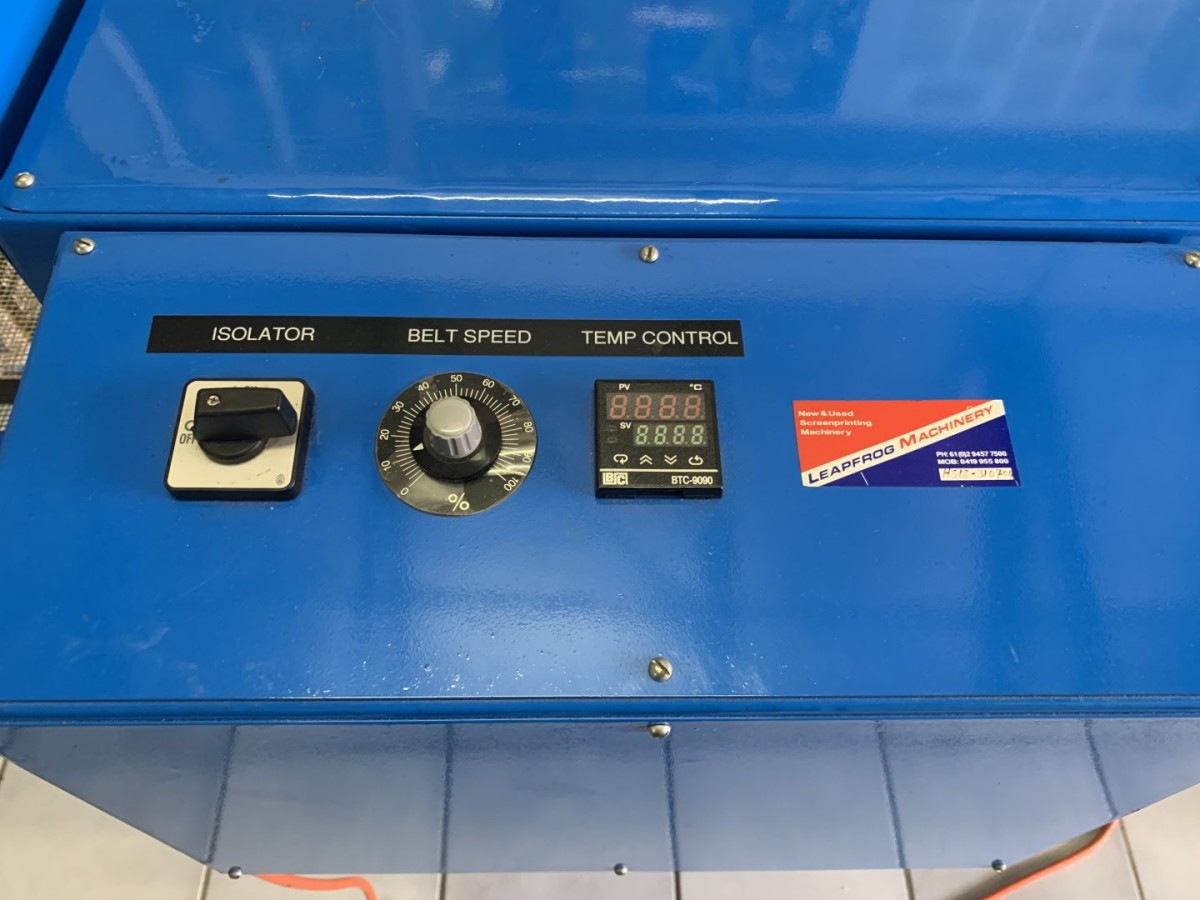 ISOLATOR BELT SPEED TEMP CONTROL
OFF
0 10 20 30 40 50 60 70 80 90 100
%
PV °C
8.8.8.8
SV
8.8.8.8
BTC BTC-9090
New & Used
Screenprinting
Machinery
LEAPFROG MACHINERY
PH: 61 (0)2 9457 7500
MOB: 0419 955 800